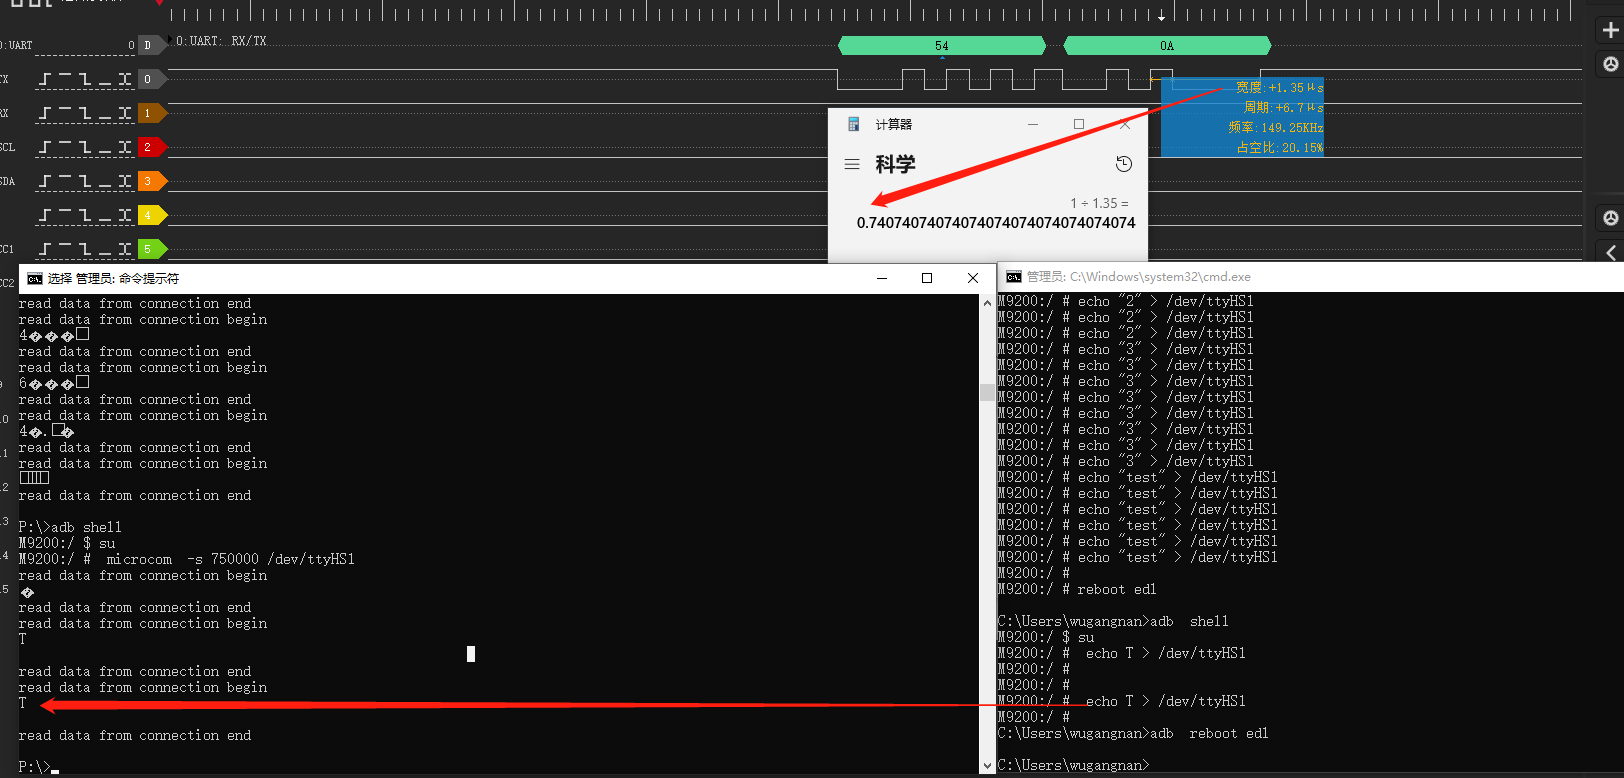 0:UART 0 D 0:UART: RX/TX 54 0A
TX 0
RX 1
SCL 2
SDA 3
4
CC1 5
CC2
宽度:+1.35μs
周期:+6.7μs
频率:149.25KHz
占空比:20.15%
计算器
科学
1 ÷ 1.35 =
0.74074074074074074074074074074074
选择 管理员: 命令提示符
read data from connection end
read data from connection begin
4���□
read data from connection end
read data from connection begin
6���□
read data from connection end
read data from connection begin
4�.□�
read data from connection end
read data from connection begin
read data from connection end
P:\>adb shell
M9200:/ $ su
M9200:/ #  microcom  -s 750000 /dev/ttyHS1
read data from connection begin
�
read data from connection end
read data from connection begin
T
read data from connection end
read data from connection begin
T
read data from connection end
P:\>
管理员: C:\Windows\system32\cmd.exe
M9200:/ # echo "2" > /dev/ttyHS1
M9200:/ # echo "2" > /dev/ttyHS1
M9200:/ # echo "2" > /dev/ttyHS1
M9200:/ # echo "3" > /dev/ttyHS1
M9200:/ # echo "3" > /dev/ttyHS1
M9200:/ # echo "3" > /dev/ttyHS1
M9200:/ # echo "3" > /dev/ttyHS1
M9200:/ # echo "3" > /dev/ttyHS1
M9200:/ # echo "3" > /dev/ttyHS1
M9200:/ # echo "3" > /dev/ttyHS1
M9200:/ # echo "3" > /dev/ttyHS1
M9200:/ # echo "test" > /dev/ttyHS1
M9200:/ # echo "test" > /dev/ttyHS1
M9200:/ # echo "test" > /dev/ttyHS1
M9200:/ # echo "test" > /dev/ttyHS1
M9200:/ # echo "test" > /dev/ttyHS1
M9200:/ # echo "test" > /dev/ttyHS1
M9200:/ #
M9200:/ # reboot edl
C:\Users\wugangnan>adb  shell
M9200:/ $ su
M9200:/ #  echo T > /dev/ttyHS1
M9200:/ #
M9200:/ #
M9200:/ #  echo T > /dev/ttyHS1
M9200:/ #
C:\Users\wugangnan>adb  reboot edl
C:\Users\wugangnan>